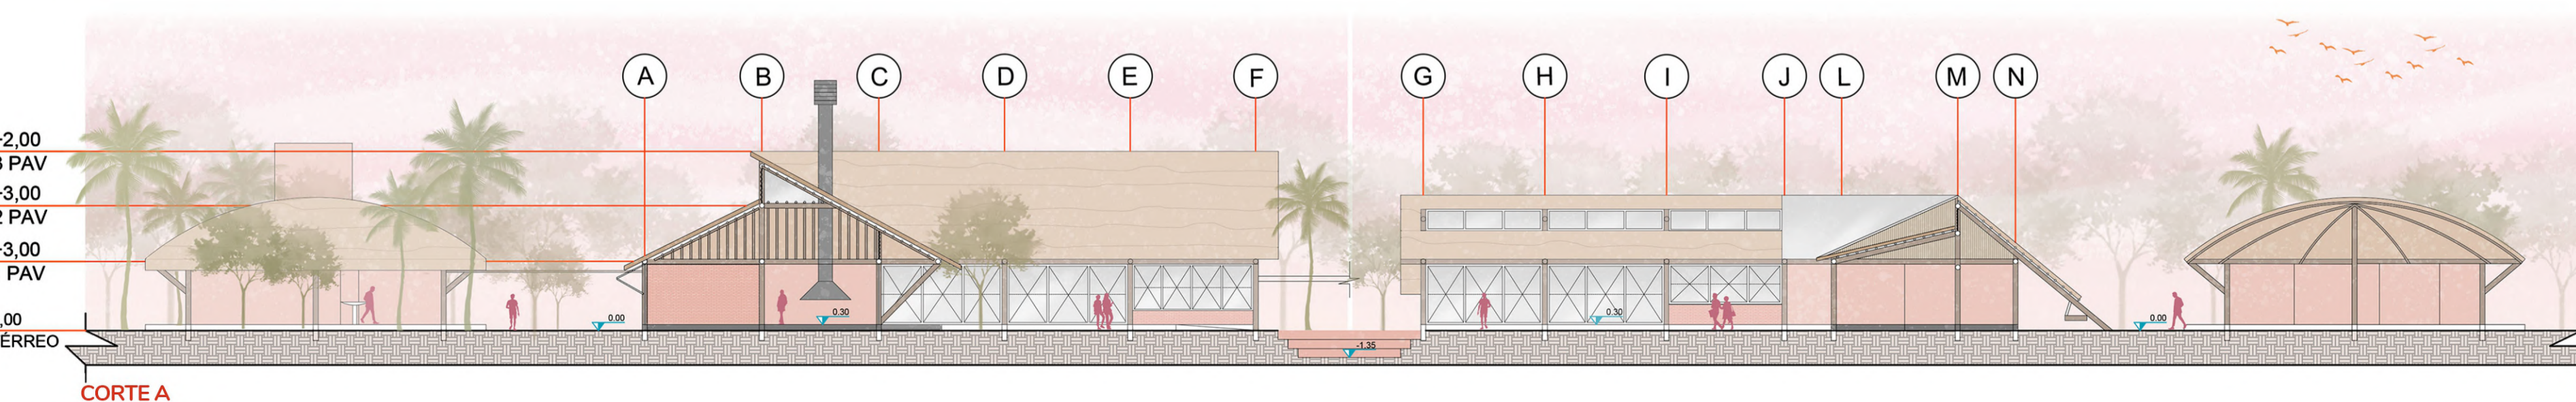 A B C D E F G H I J L M N
2,00
PAV
3,00
2 PAV
3,00
PAV
,00
ÉRREO
0.00
0.30
-1.35
0.30
0.00
CORTE A